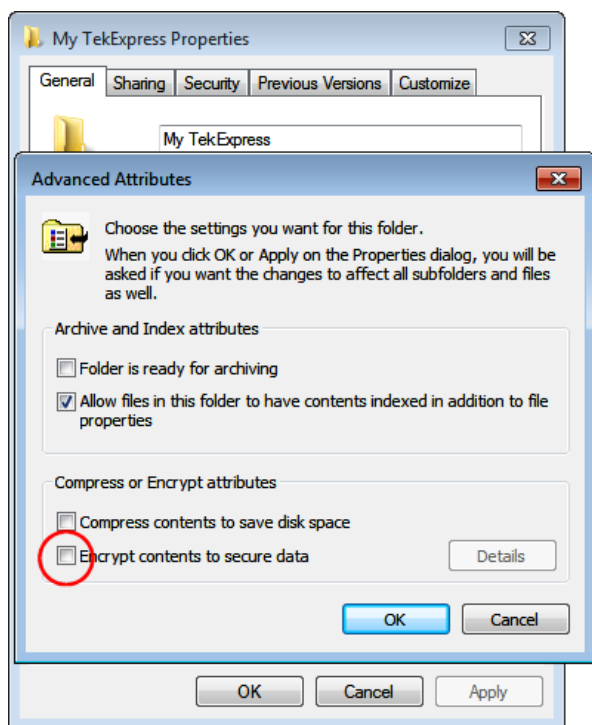 My TekExpress Properties
General Sharing Security Previous Versions Customize
My TekExpress
Advanced Attributes
Choose the settings you want for this folder.
When you click OK or Apply on the Properties dialog, you will be
asked if you want the changes to affect all subfolders and files
as well.
Archive and Index attributes
Folder is ready for archiving
Allow files in this folder to have contents indexed in addition to file
properties
Compress or Encrypt attributes
Compress contents to save disk space
Encrypt contents to secure data Details
OK Cancel
OK Cancel Apply